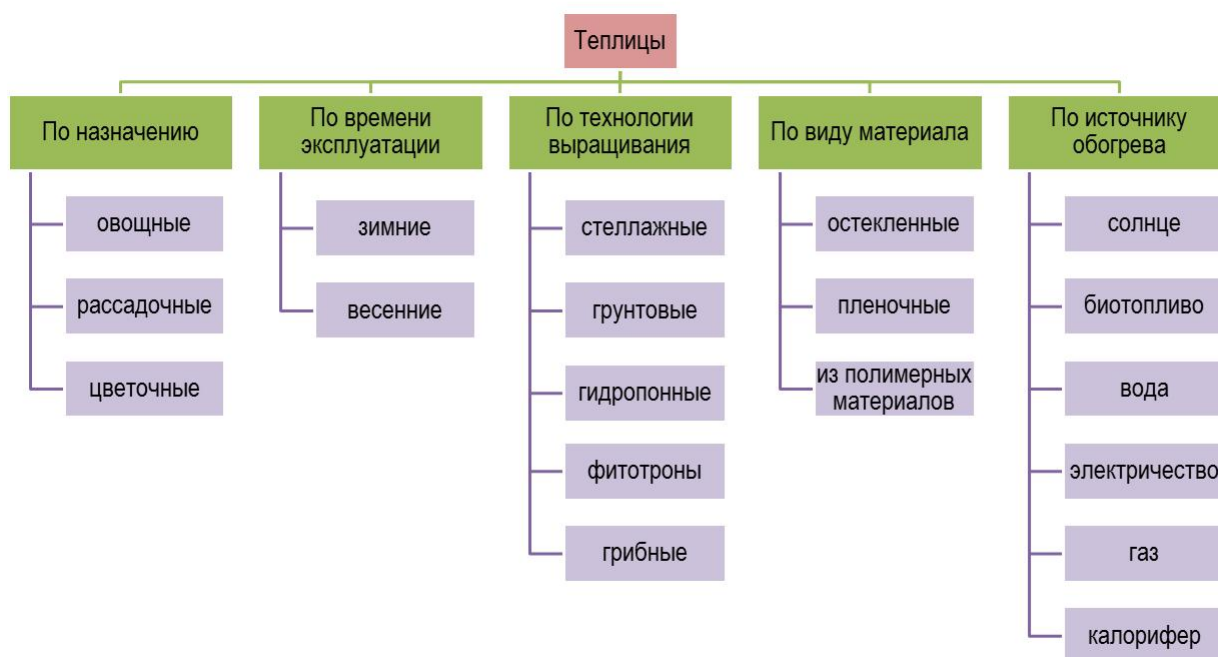 Теплицы
По назначению
овощные
рассадочные
цветочные
По времени
эксплуатации
зимние
весенние
По технологии
выращивания
стеллажные
грунтовые
гидропонные
фитотроны
грибные
По виду материала
остекленные
пленочные
из полимерных
материалов
По источнику
обогрева
солнце
биотопливо
вода
электричество
газ
калорифер